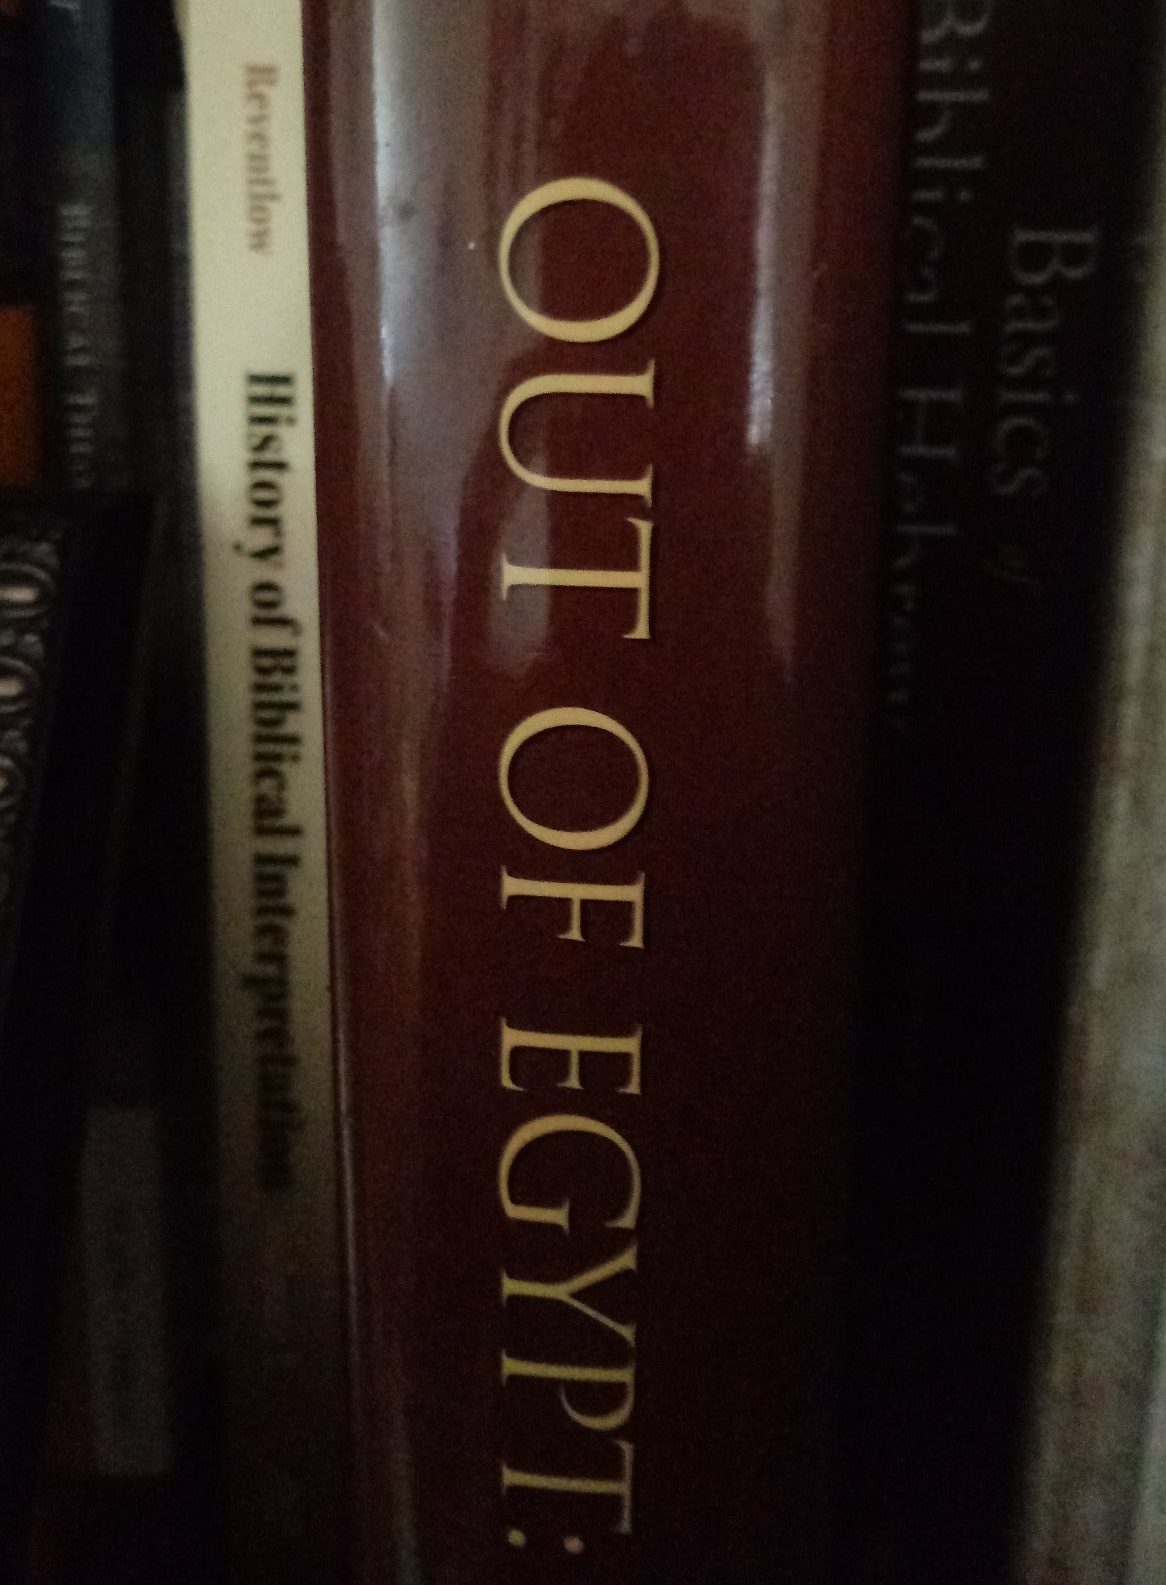 Reventlow
History of Biblical Interpretation
OUT OF EGYPT:
Biblical Hebrew
Basics of